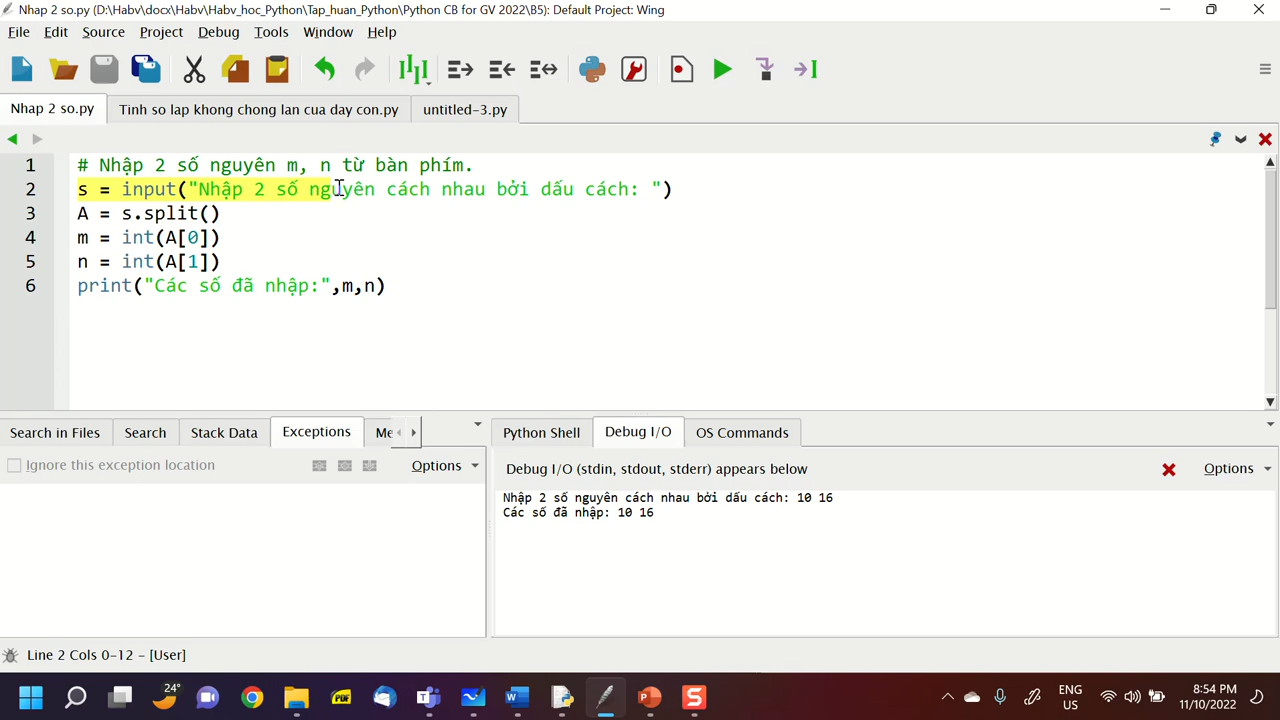 Nhap 2 so.py (D:\Habv\docx\Habv\Habv_hoc_Python\Tap_huan_Python\Python CB for GV 2022\B5): Default Project: Wing
File Edit Source Project Debug Tools Window Help
Nhap 2 so.py Tinh so lap khong chong lan cua day con.py untitled-3.py
1 # Nhập 2 số nguyên m, n từ bàn phím.
2 s = input("Nhập 2 số nguyên cách nhau bởi dấu cách: ")
3 A = s.split()
4 m = int(A[0])
5 n = int(A[1])
6 print("Các số đã nhập:",m,n)
Search in Files Search Stack Data Exceptions Me
Python Shell Debug I/O OS Commands
Ignore this exception location Options
Debug I/O (stdin, stdout, stderr) appears below Options
Nhập 2 số nguyên cách nhau bởi dấu cách: 10 16
Các số đã nhập: 10 16
Line 2 Cols 0-12 - [User]
24°
PDF
ENG
US
8:54 PM
11/10/2022